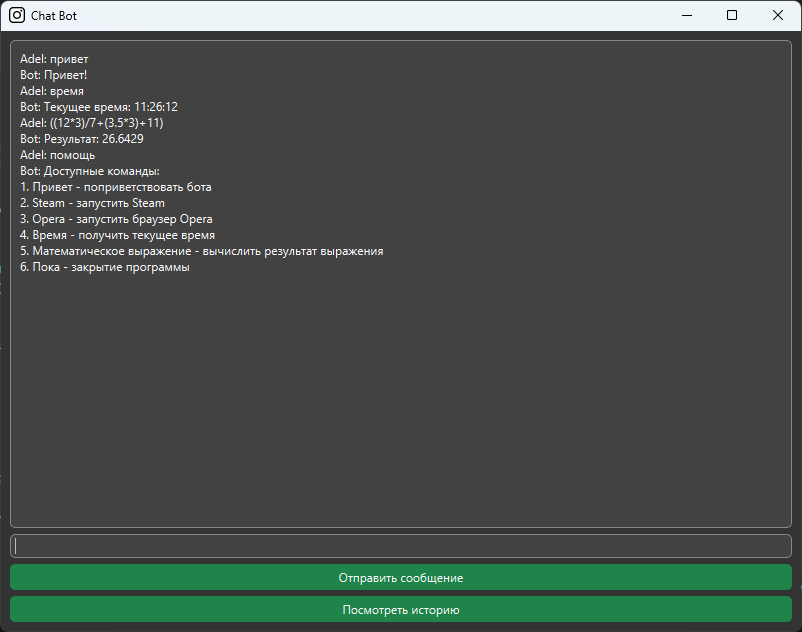 Chat Bot
Adel: привет
Bot: Привет!
Adel: время
Bot: Текущее время: 11:26:12
Adel: ((12*3)/7+(3.5*3)+11)
Bot: Результат: 26.6429
Adel: помощь
Bot: Доступные команды:
1. Привет - поприветствовать бота
2. Steam - запустить Steam
3. Opera - запустить браузер Opera
4. Время - получить текущее время
5. Математическое выражение - вычислить результат выражения
6. Пока - закрытие программы
Отправить сообщение
Посмотреть историю